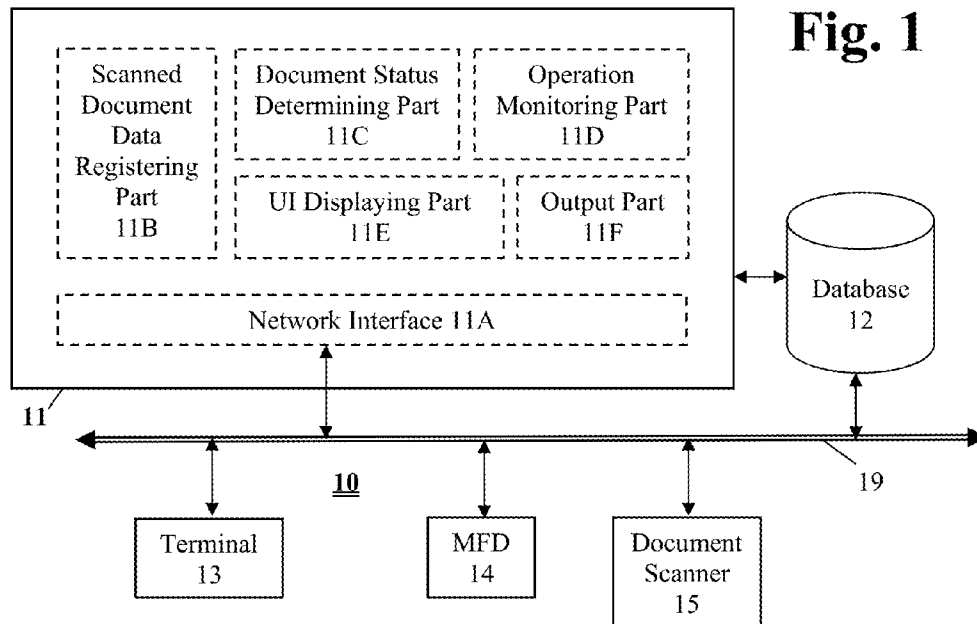 Fig. 1
Scanned
Document
Data
Registering
Part
11B
Document Status
Determining Part
11C
Operation
Monitoring Part
11D
UI Displaying Part
11E
Output Part
11F
Network Interface 11A
Database
12
11
10
19
Terminal
13
MFD
14
Document
Scanner
15